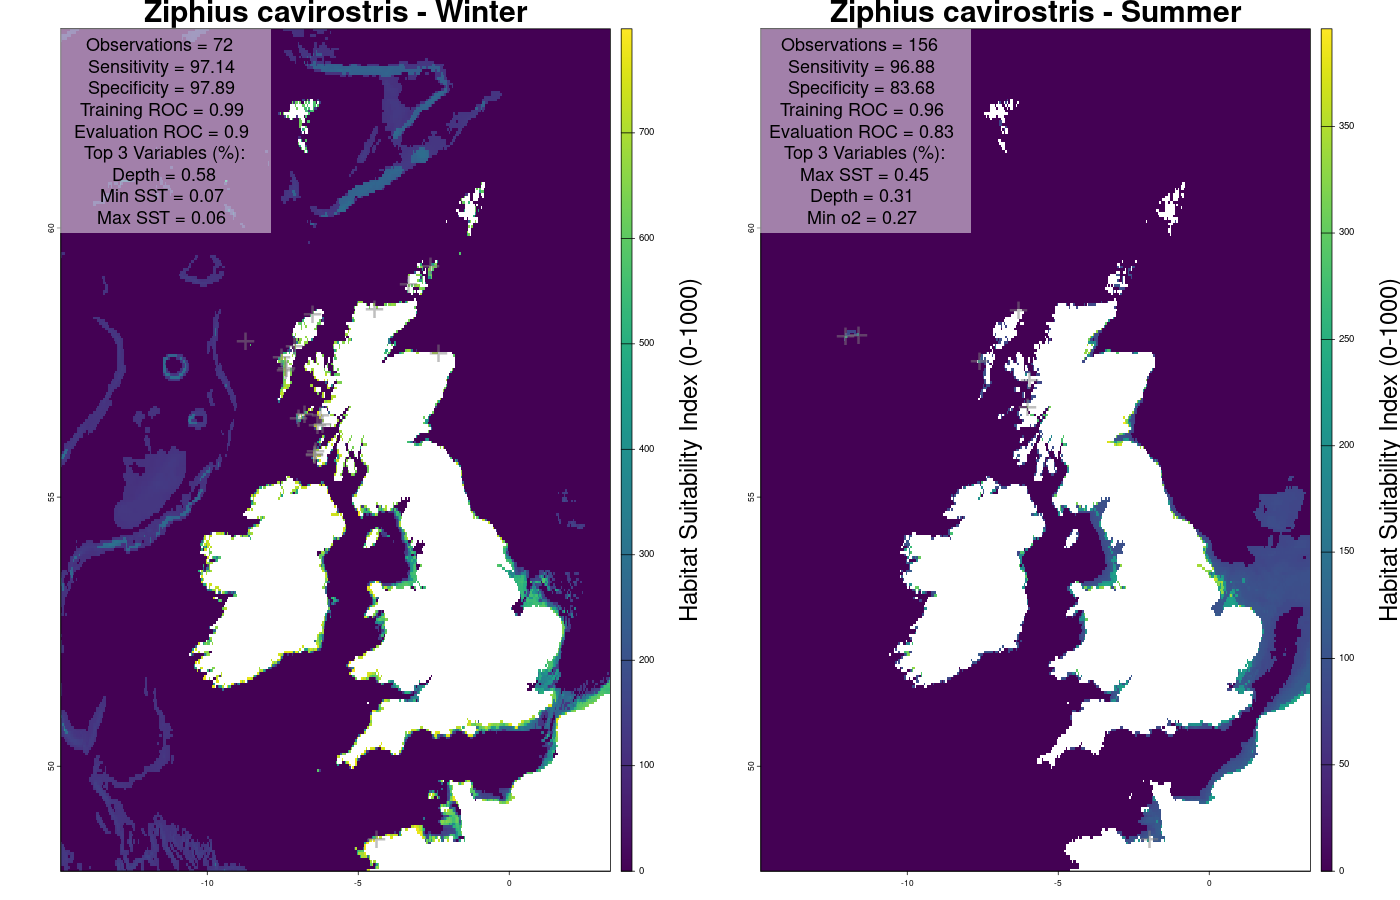 Ziphius cavirostris - Winter
Observations = 72
Sensitivity = 97.14
Specificity = 97.89
Training ROC = 0.99
Evaluation ROC = 0.9
Top 3 Variables (%):
Depth = 0.58
Min SST = 0.07
Max SST = 0.06
60
55
50
-10
-5
0
700
600
500
400
300
200
100
0
Habitat Suitability Index (0-1000)
Ziphius cavirostris - Summer
Observations = 156
Sensitivity = 96.88
Specificity = 83.68
Training ROC = 0.96
Evaluation ROC = 0.83
Top 3 Variables (%):
Max SST = 0.45
Depth = 0.31
Min o2 = 0.27
60
55
50
-10
-5
0
350
300
250
200
150
100
50
0
Habitat Suitability Index (0-1000)